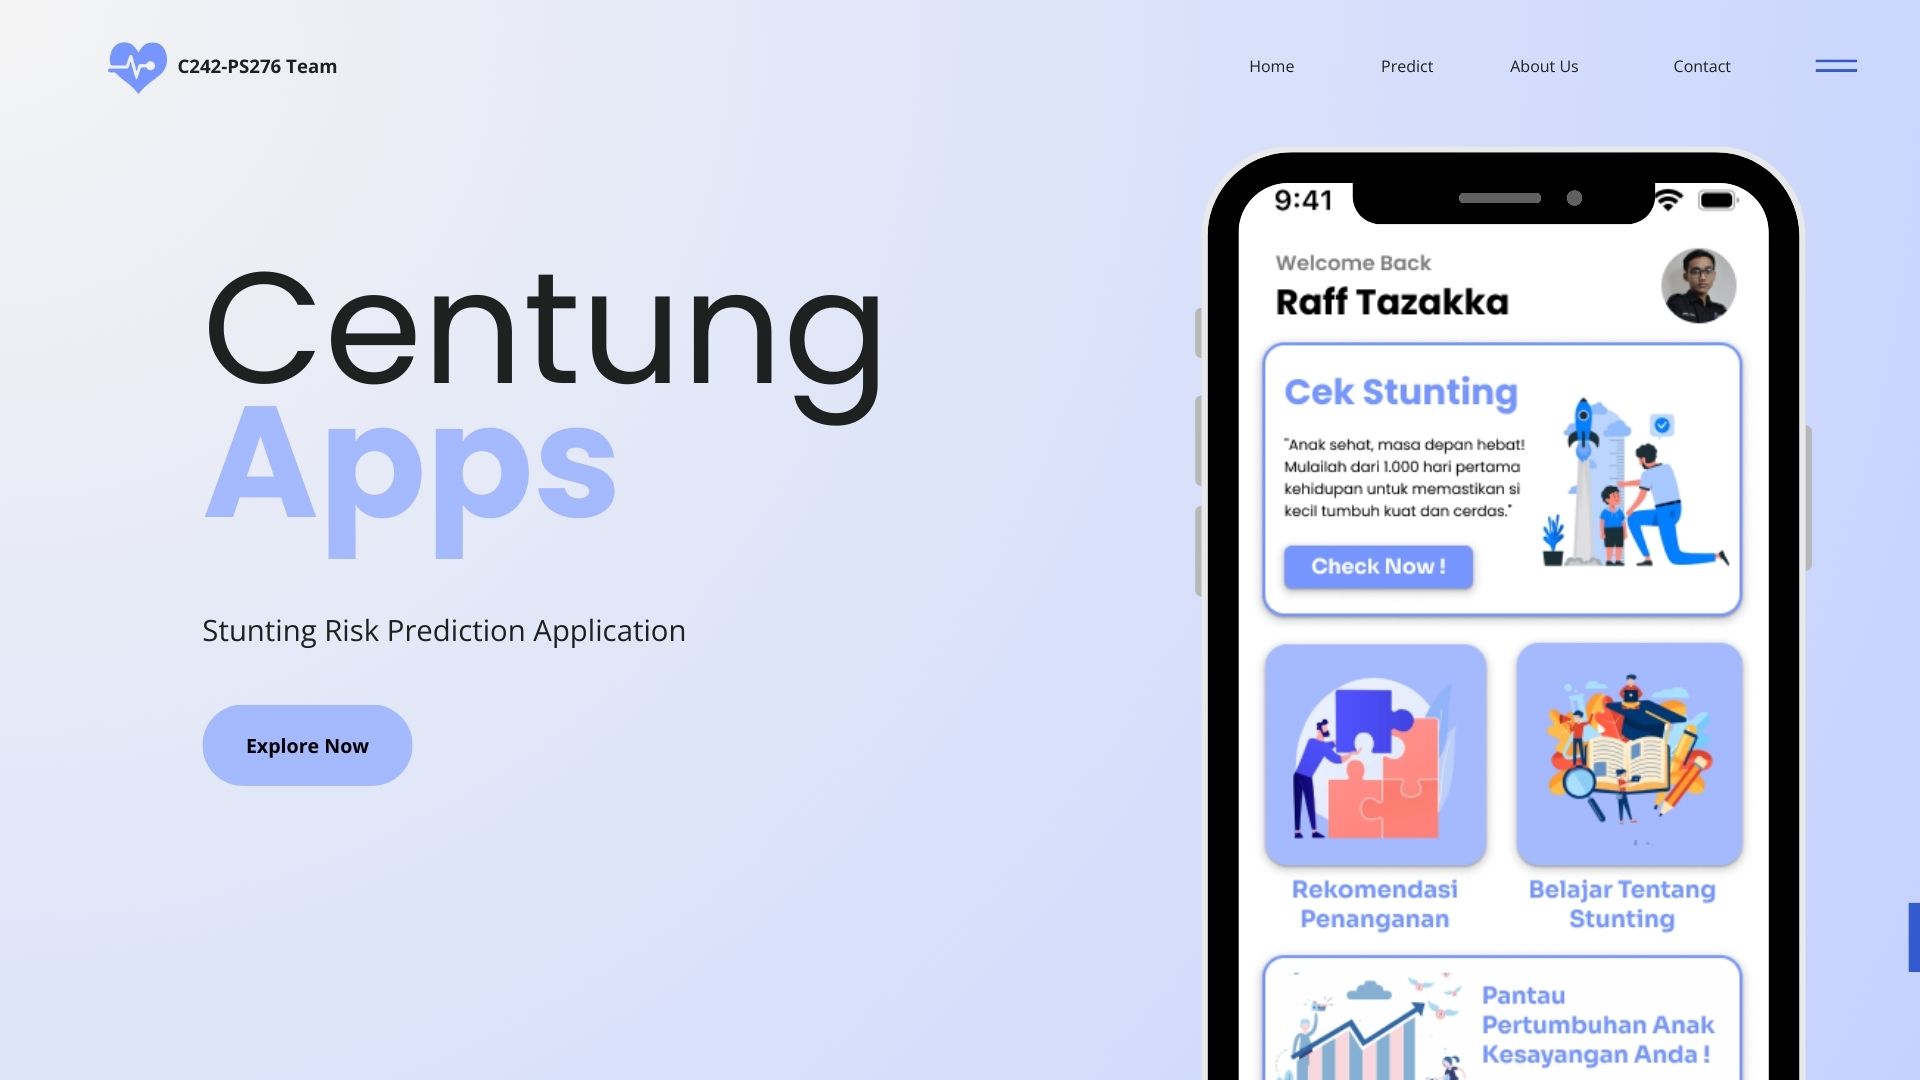 C242-PS276 Team
Home
Predict
About Us
Contact
Centung
Apps
Stunting Risk Prediction Application
Explore Now
9:41
Welcome Back
Raff Tazakka
Cek Stunting
"Anak sehat, masa depan hebat!
Mulailah dari 1.000 hari pertama
kehidupan untuk memastikan si
kecil tumbuh kuat dan cerdas."
Check Now !
Rekomendasi
Penanganan
Belajar Tentang
Stunting
Pantau
Pertumbuhan Anak
Kesayangan Anda !